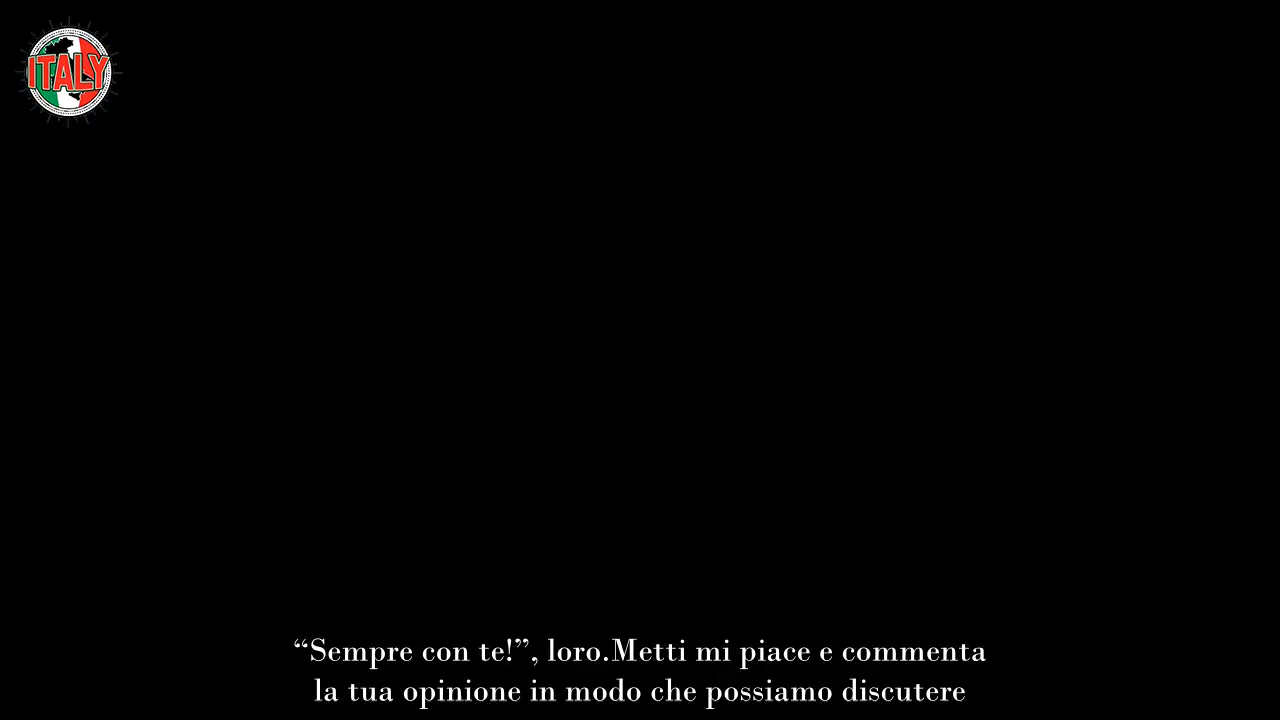 ITALY
“Sempre con te!”, loro.Metti mi piace e commenta
la tua opinione in modo che possiamo discutere